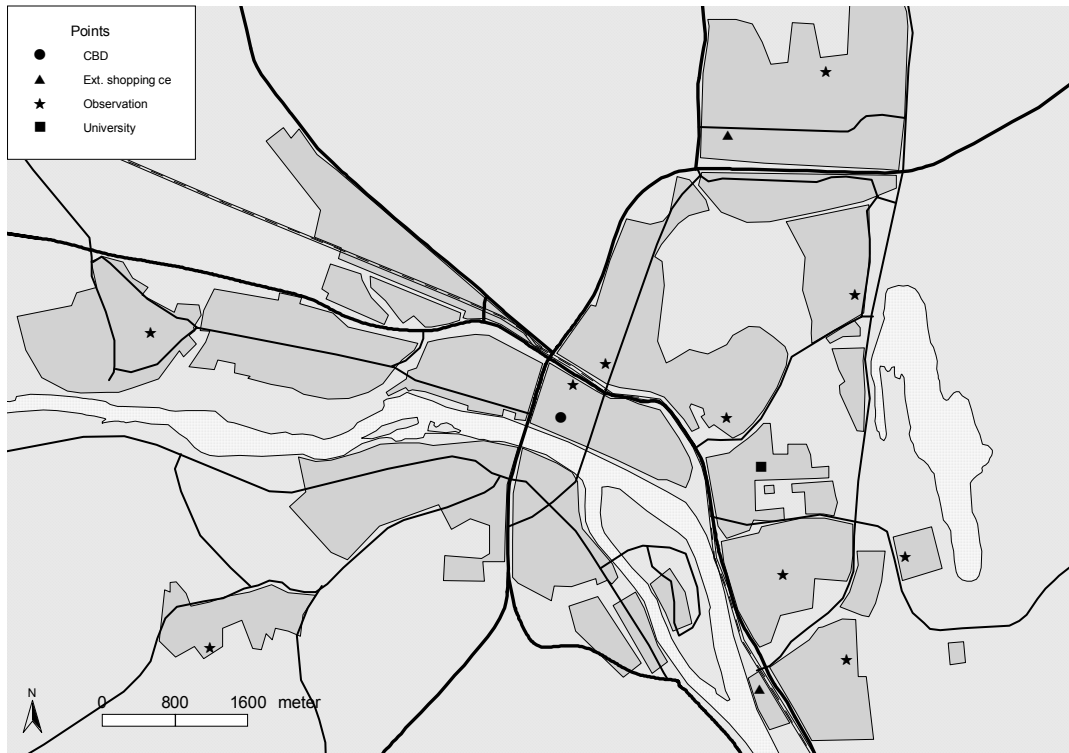 Points
CBD
Ext. shopping ce
Observation
University
N
0 800 1600 meter